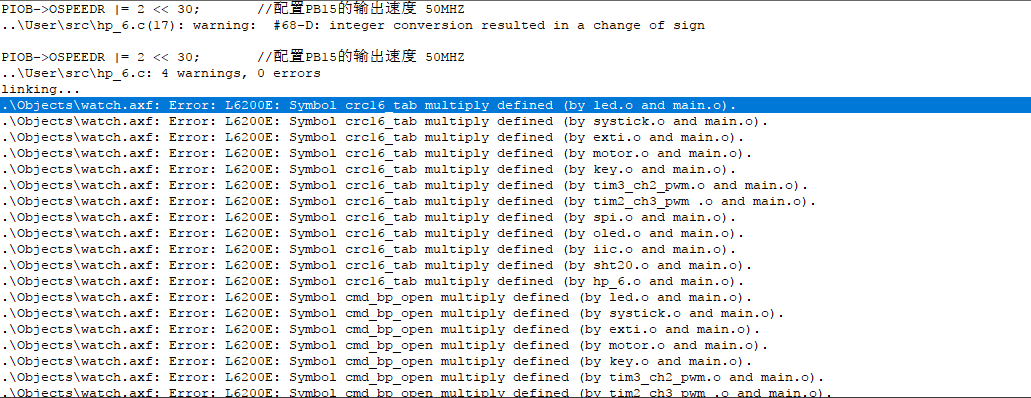 PIOB->OSPEEDR |= 2 << 30; //配置PB15的输出速度 50MHZ
..\User\src\hp_6.c(17): warning: #68-D: integer conversion resulted in a change of sign
PIOB->OSPEEDR |= 2 << 30; //配置PB15的输出速度 50MHZ
..\User\src\hp_6.c: 4 warnings, 0 errors
linking...
.\Objects\watch.axf: Error: L6200E: Symbol crc16_tab multiply defined (by led.o and main.o).
.\Objects\watch.axf: Error: L6200E: Symbol crc16_tab multiply defined (by systick.o and main.o).
.\Objects\watch.axf: Error: L6200E: Symbol crc16_tab multiply defined (by exti.o and main.o).
.\Objects\watch.axf: Error: L6200E: Symbol crc16_tab multiply defined (by motor.o and main.o).
.\Objects\watch.axf: Error: L6200E: Symbol crc16_tab multiply defined (by key.o and main.o).
.\Objects\watch.axf: Error: L6200E: Symbol crc16_tab multiply defined (by tim3_ch2_pwm.o and main.o).
.\Objects\watch.axf: Error: L6200E: Symbol crc16_tab multiply defined (by tim2_ch3_pwm .o and main.o).
.\Objects\watch.axf: Error: L6200E: Symbol crc16_tab multiply defined (by spi.o and main.o).
.\Objects\watch.axf: Error: L6200E: Symbol crc16_tab multiply defined (by oled.o and main.o).
.\Objects\watch.axf: Error: L6200E: Symbol crc16_tab multiply defined (by iic.o and main.o).
.\Objects\watch.axf: Error: L6200E: Symbol crc16_tab multiply defined (by sht20.o and main.o).
.\Objects\watch.axf: Error: L6200E: Symbol crc16_tab multiply defined (by hp_6.o and main.o).
.\Objects\watch.axf: Error: L6200E: Symbol cmd_bp_open multiply defined (by led.o and main.o).
.\Objects\watch.axf: Error: L6200E: Symbol cmd_bp_open multiply defined (by systick.o and main.o).
.\Objects\watch.axf: Error: L6200E: Symbol cmd_bp_open multiply defined (by exti.o and main.o).
.\Objects\watch.axf: Error: L6200E: Symbol cmd_bp_open multiply defined (by motor.o and main.o).
.\Objects\watch.axf: Error: L6200E: Symbol cmd_bp_open multiply defined (by key.o and main.o).
.\Objects\watch.axf: Error: L6200E: Symbol cmd_bp_open multiply defined (by tim3_ch2_pwm.o and main.o).
.\Objects\watch.axf: Error: L6200E: Symbol cmd_bp_open multiply defined (by tim2_ch3_pwm .o and main.o).